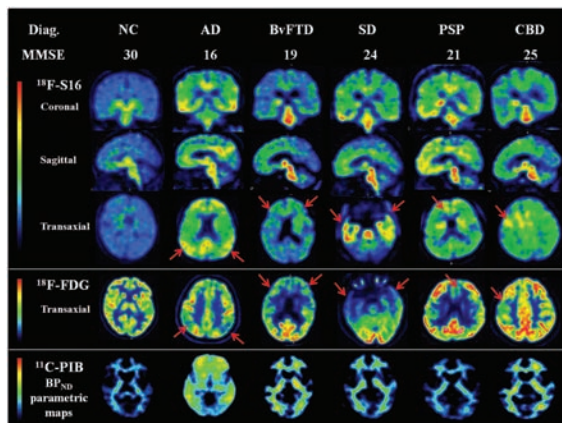 Diag. NC AD BvFTD SD PSP CBD
MMSE 30 16 19 24 21 25
¹⁸F-S16
Coronal
Sagittal
Transaxial
¹⁸F-FDG
Transaxial
¹¹C-PIB
BP_ND
parametric
maps